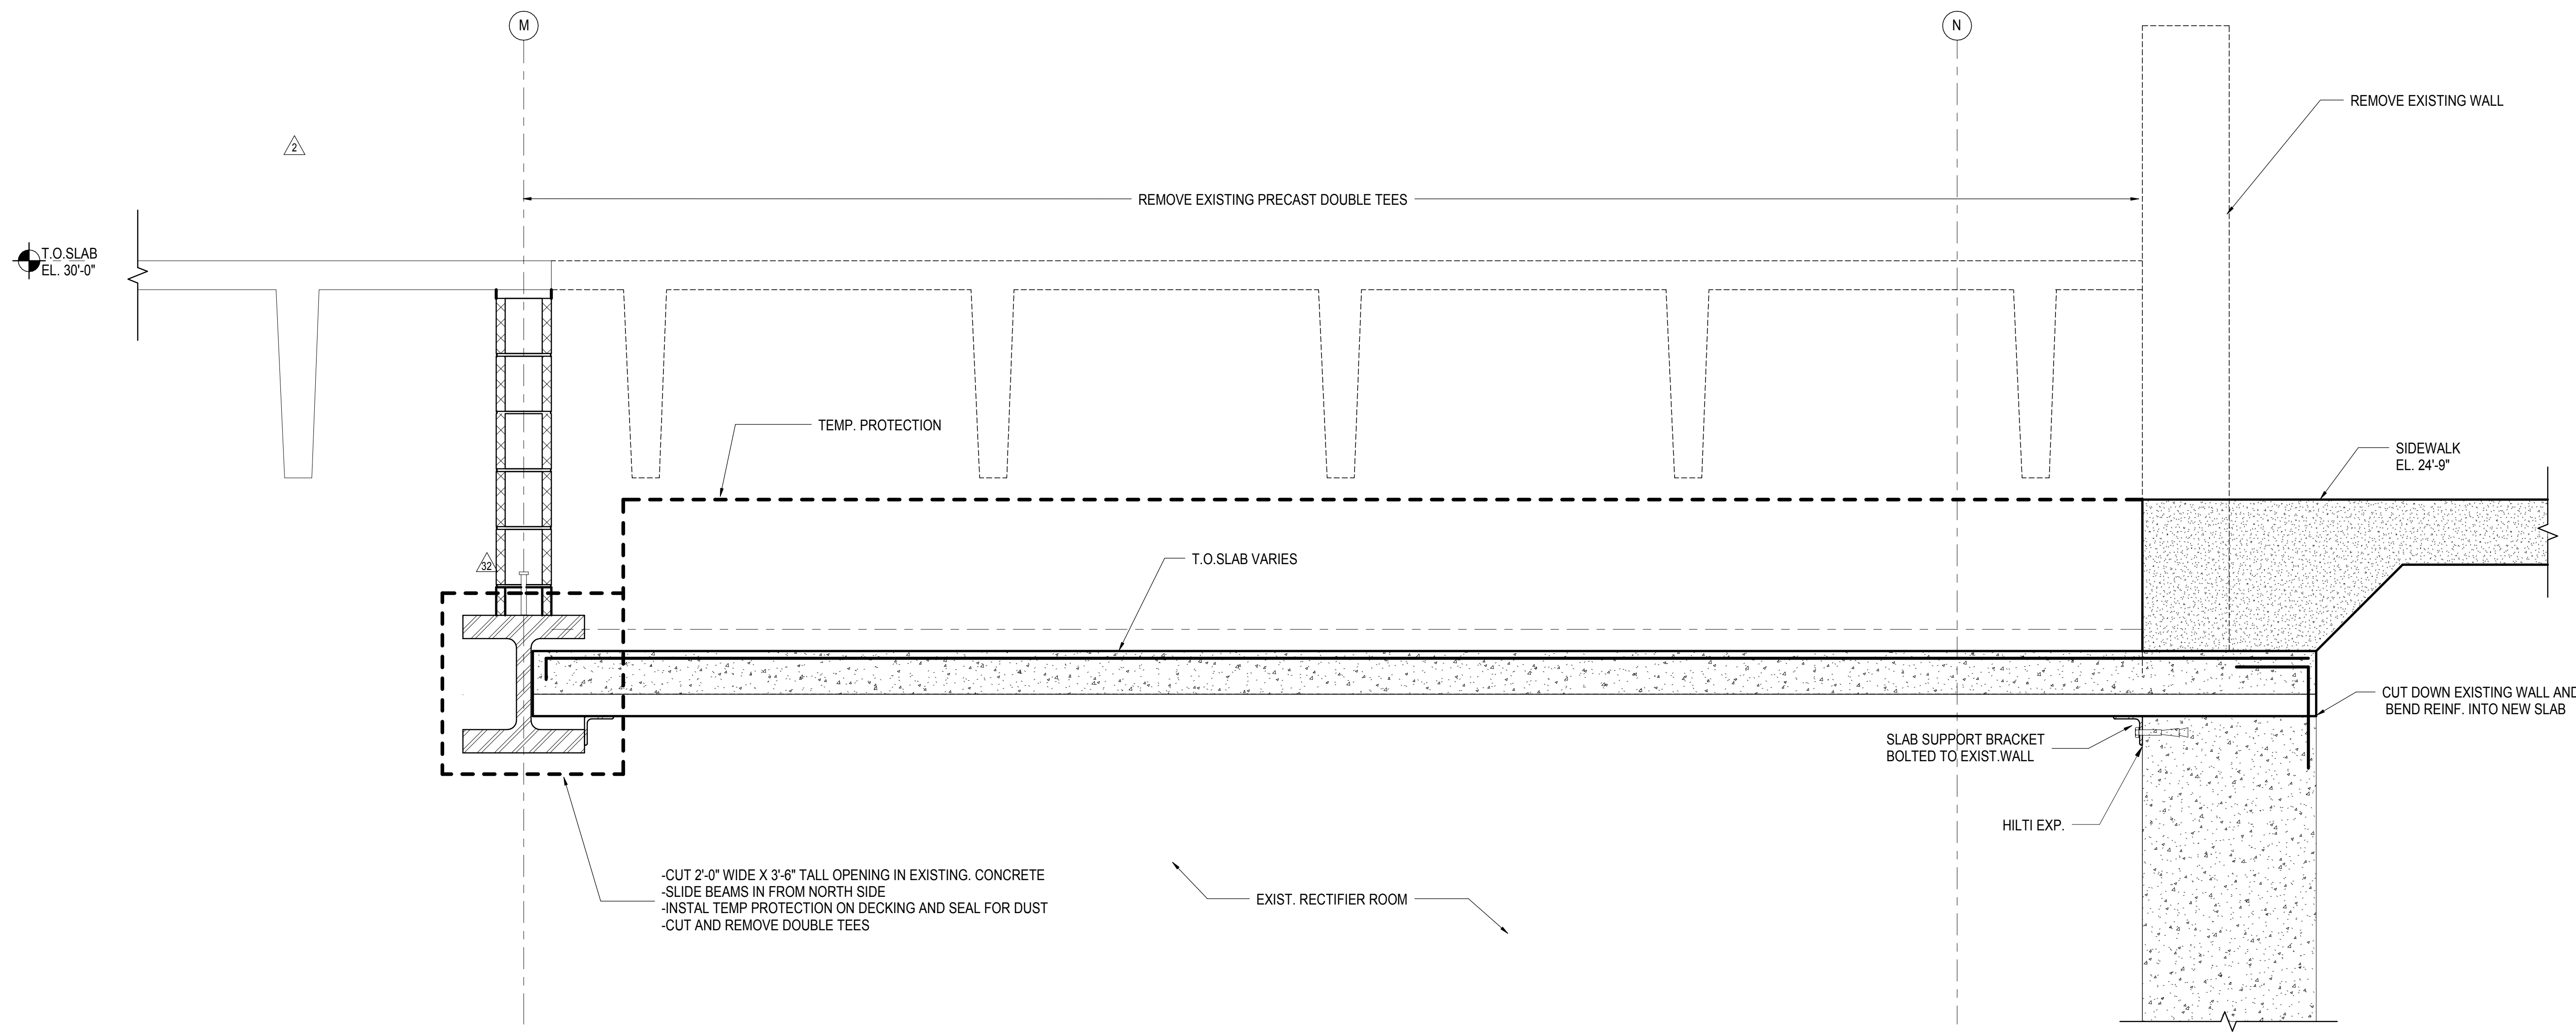 M
N
REMOVE EXISTING WALL
2
REMOVE EXISTING PRECAST DOUBLE TEES
T.O.SLAB
EL. 30'-0"
TEMP. PROTECTION
SIDEWALK
EL. 24'-9"
T.O.SLAB VARIES
32
CUT DOWN EXISTING WALL AND
BEND REINF. INTO NEW SLAB
SLAB SUPPORT BRACKET
BOLTED TO EXIST.WALL
HILTI EXP.
-CUT 2'-0" WIDE X 3'-6" TALL OPENING IN EXISTING. CONCRETE
-SLIDE BEAMS IN FROM NORTH SIDE
-INSTAL TEMP PROTECTION ON DECKING AND SEAL FOR DUST
-CUT AND REMOVE DOUBLE TEES
EXIST. RECTIFIER ROOM